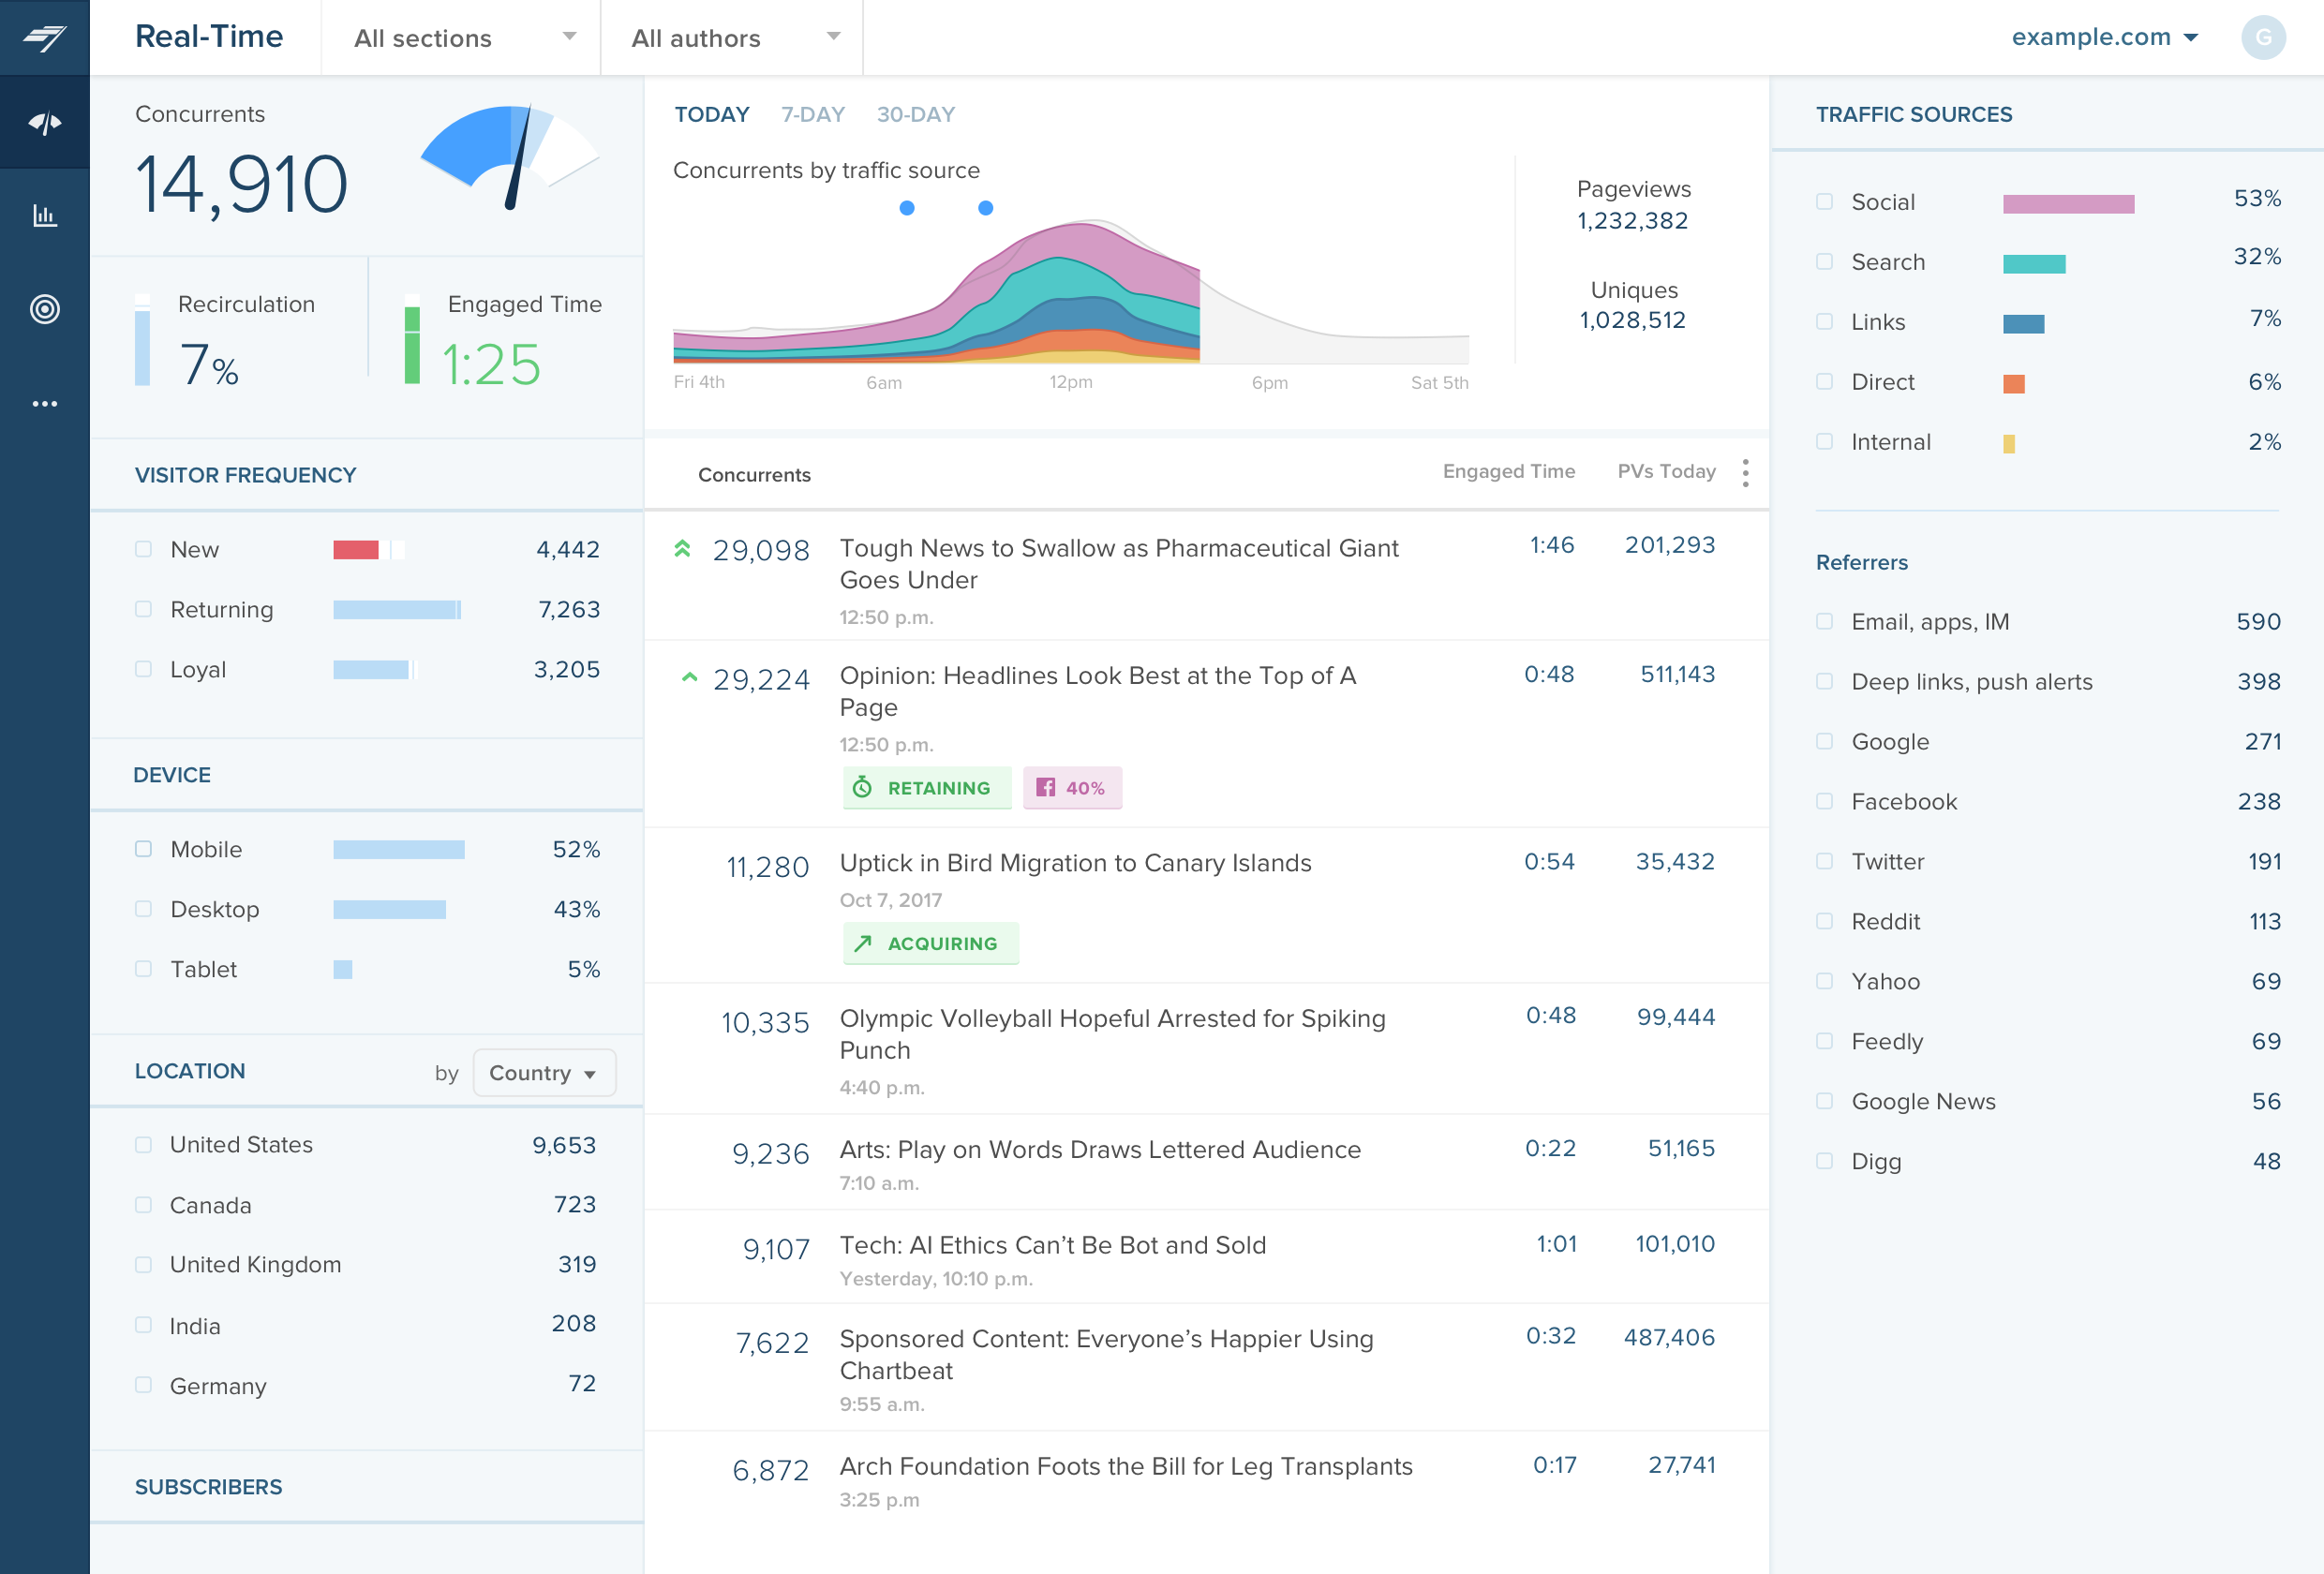 Real-Time
All sections
All authors
example.com
G
Concurrents
14,910
Recirculation
7%
Engaged Time
1:25
VISITOR FREQUENCY
New 4,442
Returning 7,263
Loyal 3,205
DEVICE
Mobile 52%
Desktop 43%
Tablet 5%
LOCATION by Country
United States 9,653
Canada 723
United Kingdom 319
India 208
Germany 72
SUBSCRIBERS
TODAY 7-DAY 30-DAY
Concurrents by traffic source
Fri 4th 6am 12pm 6pm Sat 5th
Pageviews
1,232,382
Uniques
1,028,512
Concurrents Engaged Time PVs Today
29,098 Tough News to Swallow as Pharmaceutical Giant 1:46 201,293
Goes Under
12:50 p.m.
29,224 Opinion: Headlines Look Best at the Top of A 0:48 511,143
Page
12:50 p.m.
RETAINING 40%
11,280 Uptick in Bird Migration to Canary Islands 0:54 35,432
Oct 7, 2017
ACQUIRING
10,335 Olympic Volleyball Hopeful Arrested for Spiking 0:48 99,444
Punch
4:40 p.m.
9,236 Arts: Play on Words Draws Lettered Audience 0:22 51,165
7:10 a.m.
9,107 Tech: AI Ethics Can’t Be Bot and Sold 1:01 101,010
Yesterday, 10:10 p.m.
7,622 Sponsored Content: Everyone’s Happier Using 0:32 487,406
Chartbeat
9:55 a.m.
6,872 Arch Foundation Foots the Bill for Leg Transplants 0:17 27,741
3:25 p.m
TRAFFIC SOURCES
Social 53%
Search 32%
Links 7%
Direct 6%
Internal 2%
Referrers
Email, apps, IM 590
Deep links, push alerts 398
Google 271
Facebook 238
Twitter 191
Reddit 113
Yahoo 69
Feedly 69
Google News 56
Digg 48